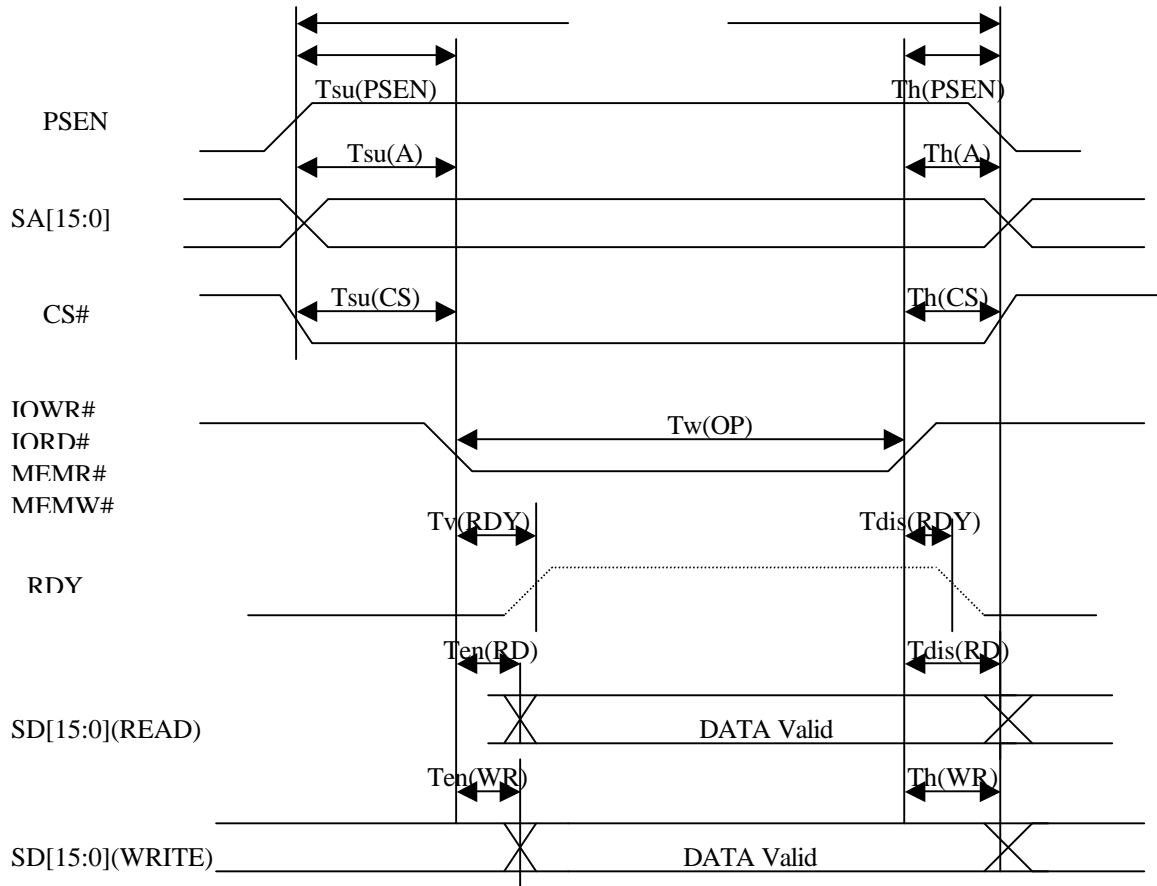 Tsu(PSEN) Th(PSEN)
PSEN
Tsu(A) Th(A)
SA[15:0]
Tsu(CS) Th(CS)
CS#
IOWR#
Tw(OP)
IORD#
MEMR#
MEMW#
Tv(RDY) Tdis(RDY)
RDY
Ten(RD) Tdis(RD)
SD[15:0](READ) DATA Valid
Ten(WR) Th(WR)
SD[15:0](WRITE) DATA Valid